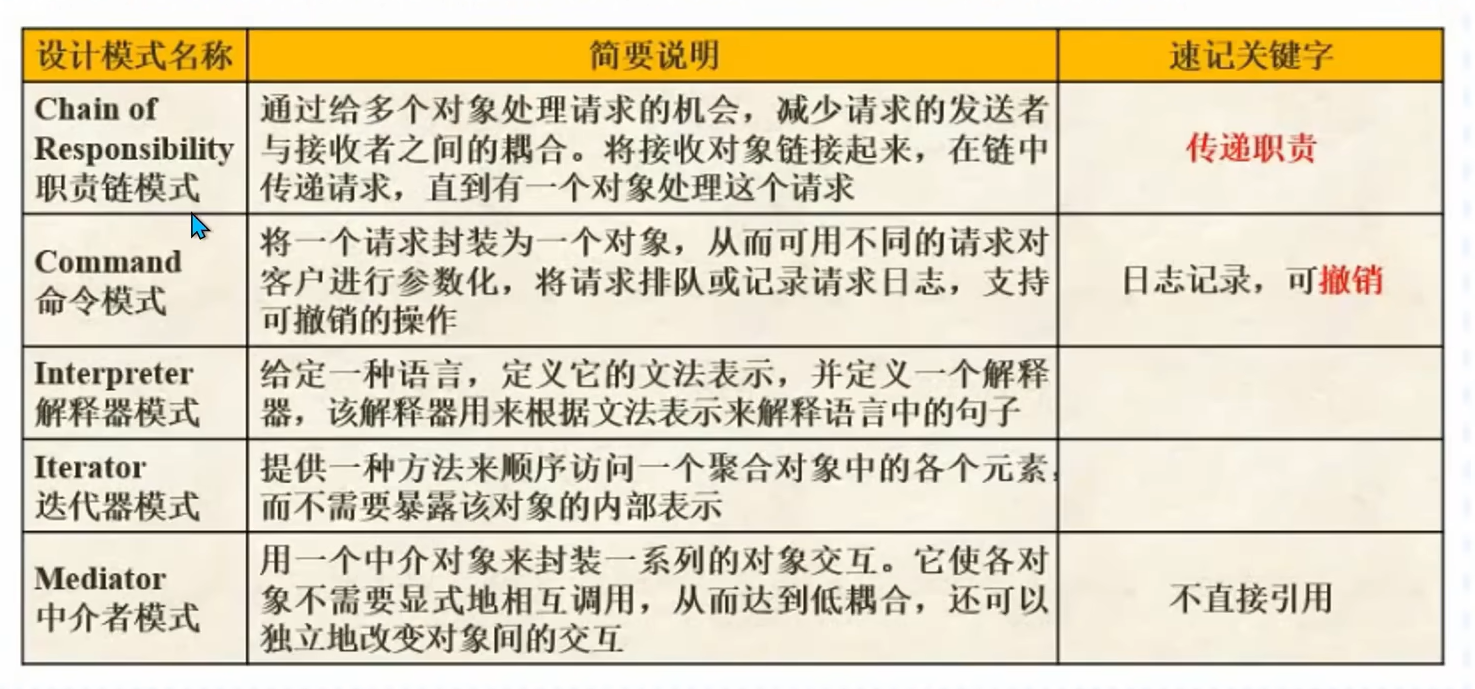 设计模式名称 简要说明 速记关键字
Chain of
Responsibility
职责链模式
通过给多个对象处理请求的机会，减少请求的发送者
与接收者之间的耦合。将接收对象链接起来，在链中
传递请求，直到有一个对象处理这个请求
传递职责
Command
命令模式
将一个请求封装为一个对象，从而可用不同的请求对
客户进行参数化，将请求排队或记录请求日志，支持
可撤销的操作
日志记录，可撤销
Interpreter
解释器模式
给定一种语言，定义它的文法表示，并定义一个解释
器，该解释器用来根据文法表示来解释语言中的句子
Iterator
迭代器模式
提供一种方法来顺序访问一个聚合对象中的各个元素，
而不需要暴露该对象的内部表示
Mediator
中介者模式
用一个中介对象来封装一系列的对象交互。它使各对
象不需要显式地相互调用，从而达到低耦合，还可以
独立地改变对象间的交互
不直接引用